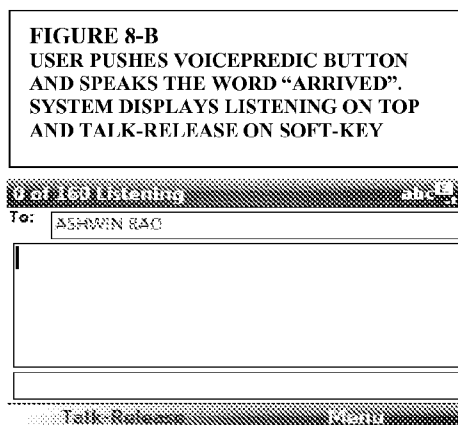 FIGURE 8-B
USER PUSHES VOICEPREDIC BUTTON
AND SPEAKS THE WORD “ARRIVED”.
SYSTEM DISPLAYS LISTENING ON TOP
AND TALK-RELEASE ON SOFT-KEY
0 of 160 Listening abc
To: ASHWIN RAO
Talk-Release Menu